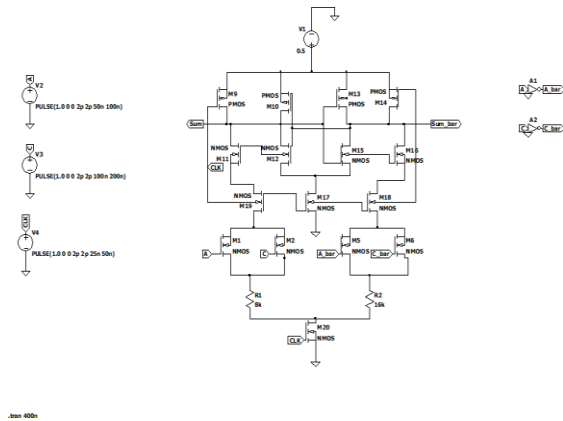 V1
0.5
A
V2
PULSE(1.0 0 0 2p 2p 50n 100n)
C
V3
PULSE(1.0 0 0 2p 2p 100n 200n)
CLK
V4
PULSE(1.0 0 0 2p 2p 25n 50n)
M9
PMOS
PMOS
M10
M13
PMOS
PMOS
M14
Sum
Sum_bar
NMOS
M11
CLK
NMOS
M12
M15
NMOS
M16
NMOS
NMOS
M19
M17
NMOS
M18
NMOS
A
M1
NMOS
C
M2
NMOS
A_bar
M5
NMOS
C_bar
M6
NMOS
R1
8k
R2
16k
CLK
M20
NMOS
A1
A
A_bar
A2
C
C_bar
.tran 400n